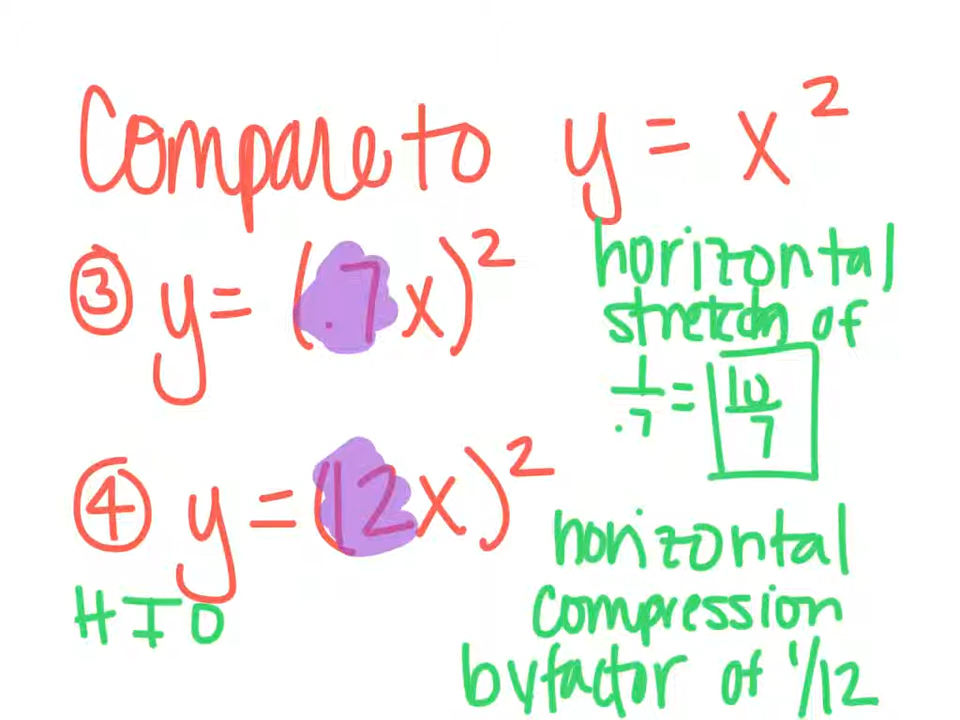 Compare to y = x²
③ y = (.7x)²
horizontal
stretch of
1/.7 = 10/7
④ y = (12x)²
horizontal
compression
by factor of 1/12
HIO